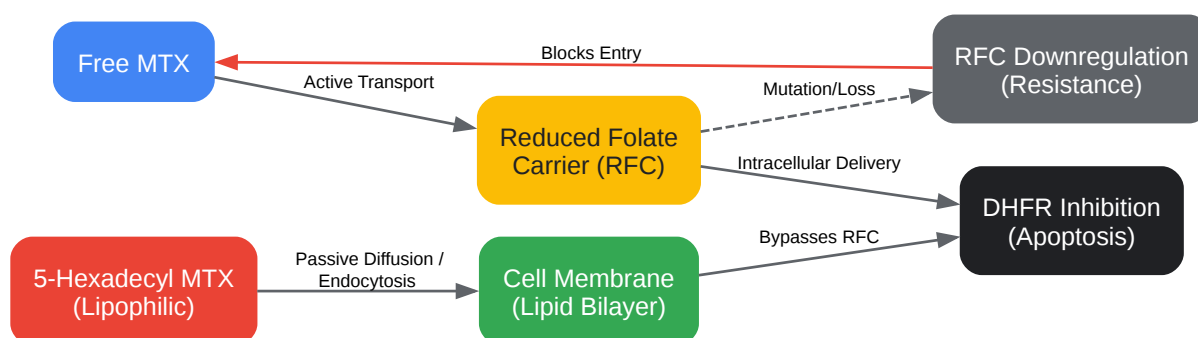 Free MTX
Blocks Entry
RFC Downregulation
(Resistance)
Active Transport
Mutation/Loss
Reduced Folate
Carrier (RFC)
Intracellular Delivery
DHFR Inhibition
(Apoptosis)
5-Hexadecyl MTX
(Lipophilic)
Passive Diffusion /
Endocytosis
Cell Membrane
(Lipid Bilayer)
Bypasses RFC